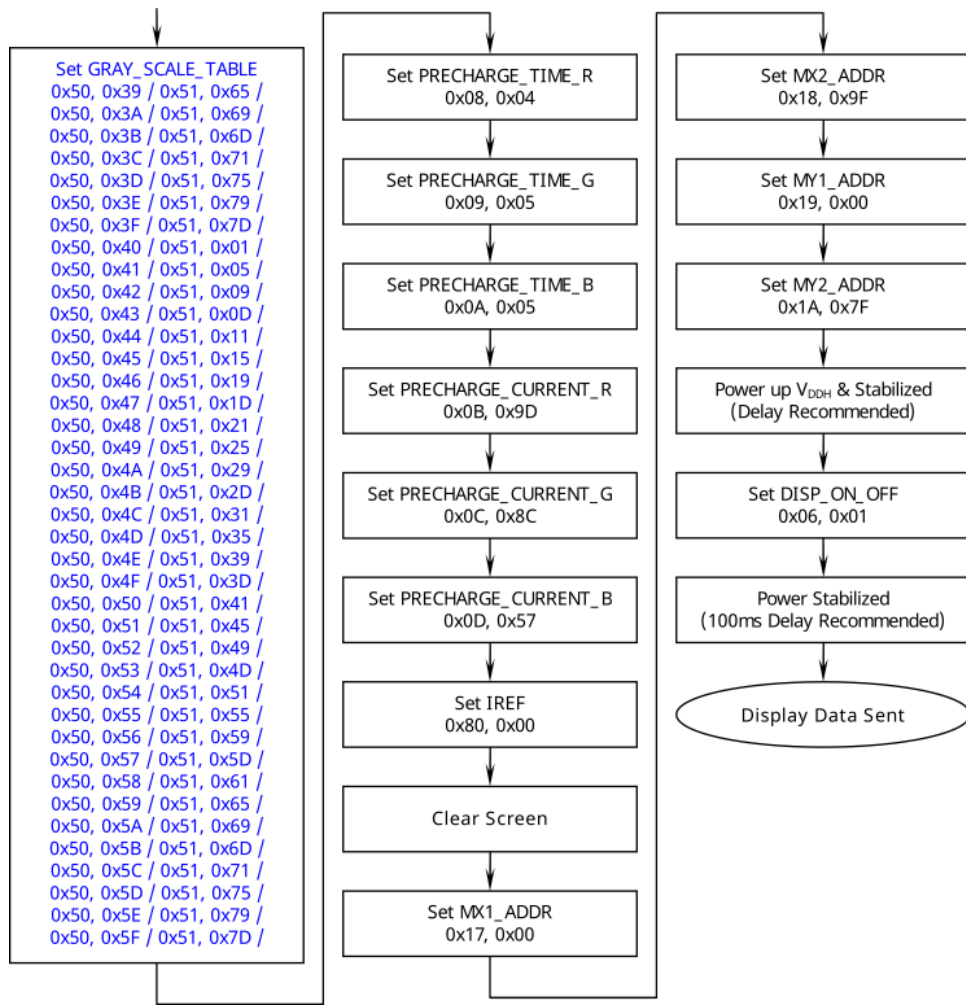 Set GRAY_SCALE_TABLE
0x50, 0x39 / 0x51, 0x65 /
0x50, 0x3A / 0x51, 0x69 /
0x50, 0x3B / 0x51, 0x6D /
0x50, 0x3C / 0x51, 0x71 /
0x50, 0x3D / 0x51, 0x75 /
0x50, 0x3E / 0x51, 0x79 /
0x50, 0x3F / 0x51, 0x7D /
0x50, 0x40 / 0x51, 0x01 /
0x50, 0x41 / 0x51, 0x05 /
0x50, 0x42 / 0x51, 0x09 /
0x50, 0x43 / 0x51, 0x0D /
0x50, 0x44 / 0x51, 0x11 /
0x50, 0x45 / 0x51, 0x15 /
0x50, 0x46 / 0x51, 0x19 /
0x50, 0x47 / 0x51, 0x1D /
0x50, 0x48 / 0x51, 0x21 /
0x50, 0x49 / 0x51, 0x25 /
0x50, 0x4A / 0x51, 0x29 /
0x50, 0x4B / 0x51, 0x2D /
0x50, 0x4C / 0x51, 0x31 /
0x50, 0x4D / 0x51, 0x35 /
0x50, 0x4E / 0x51, 0x39 /
0x50, 0x4F / 0x51, 0x3D /
0x50, 0x50 / 0x51, 0x41 /
0x50, 0x51 / 0x51, 0x45 /
0x50, 0x52 / 0x51, 0x49 /
0x50, 0x53 / 0x51, 0x4D /
0x50, 0x54 / 0x51, 0x51 /
0x50, 0x55 / 0x51, 0x55 /
0x50, 0x56 / 0x51, 0x59 /
0x50, 0x57 / 0x51, 0x5D /
0x50, 0x58 / 0x51, 0x61 /
0x50, 0x59 / 0x51, 0x65 /
0x50, 0x5A / 0x51, 0x69 /
0x50, 0x5B / 0x51, 0x6D /
0x50, 0x5C / 0x51, 0x71 /
0x50, 0x5D / 0x51, 0x75 /
0x50, 0x5E / 0x51, 0x79 /
0x50, 0x5F / 0x51, 0x7D /
Set PRECHARGE_TIME_R
0x08, 0x04
Set PRECHARGE_TIME_G
0x09, 0x05
Set PRECHARGE_TIME_B
0x0A, 0x05
Set PRECHARGE_CURRENT_R
0x0B, 0x9D
Set PRECHARGE_CURRENT_G
0x0C, 0x8C
Set PRECHARGE_CURRENT_B
0x0D, 0x57
Set IREF
0x80, 0x00
Clear Screen
Set MX1_ADDR
0x17, 0x00
Set MX2_ADDR
0x18, 0x9F
Set MY1_ADDR
0x19, 0x00
Set MY2_ADDR
0x1A, 0x7F
Power up VDDH & Stabilized
(Delay Recommended)
Set DISP_ON_OFF
0x06, 0x01
Power Stabilized
(100ms Delay Recommended)
Display Data Sent